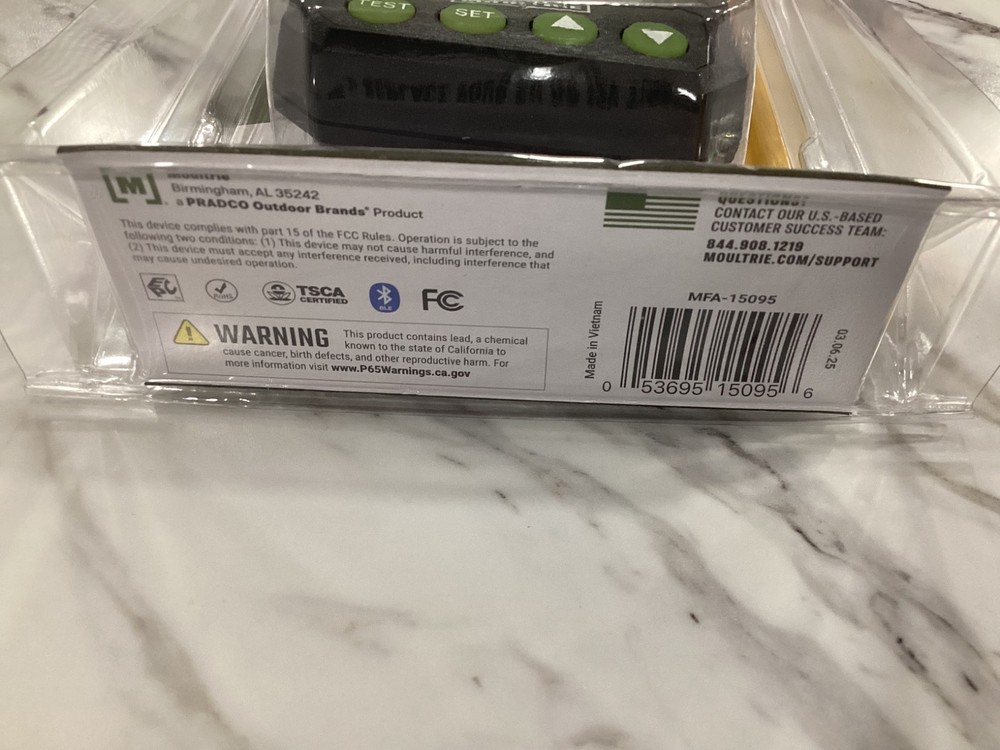 TEST
SET
[M]®
Moultrie
Birmingham, AL 35242
a PRADCO Outdoor Brands® Product
This device complies with part 15 of the FCC Rules. Operation is subject to the
following two conditions: (1) This device may not cause harmful interference, and
(2) This device must accept any interference received, including interference that
may cause undesired operation.
RoHS
TSCA
CERTIFIED
BLE
FC
WARNING This product contains lead, a chemical
known to the state of California to
cause cancer, birth defects, and other reproductive harm. For
more information visit www.P65Warnings.ca.gov
QUESTIONS?
CONTACT OUR U.S.-BASED
CUSTOMER SUCCESS TEAM:
844.908.1219
MOULTRIE.COM/SUPPORT
MFA-15095
Made in Vietnam
0 53695 15095 6
03.06.25